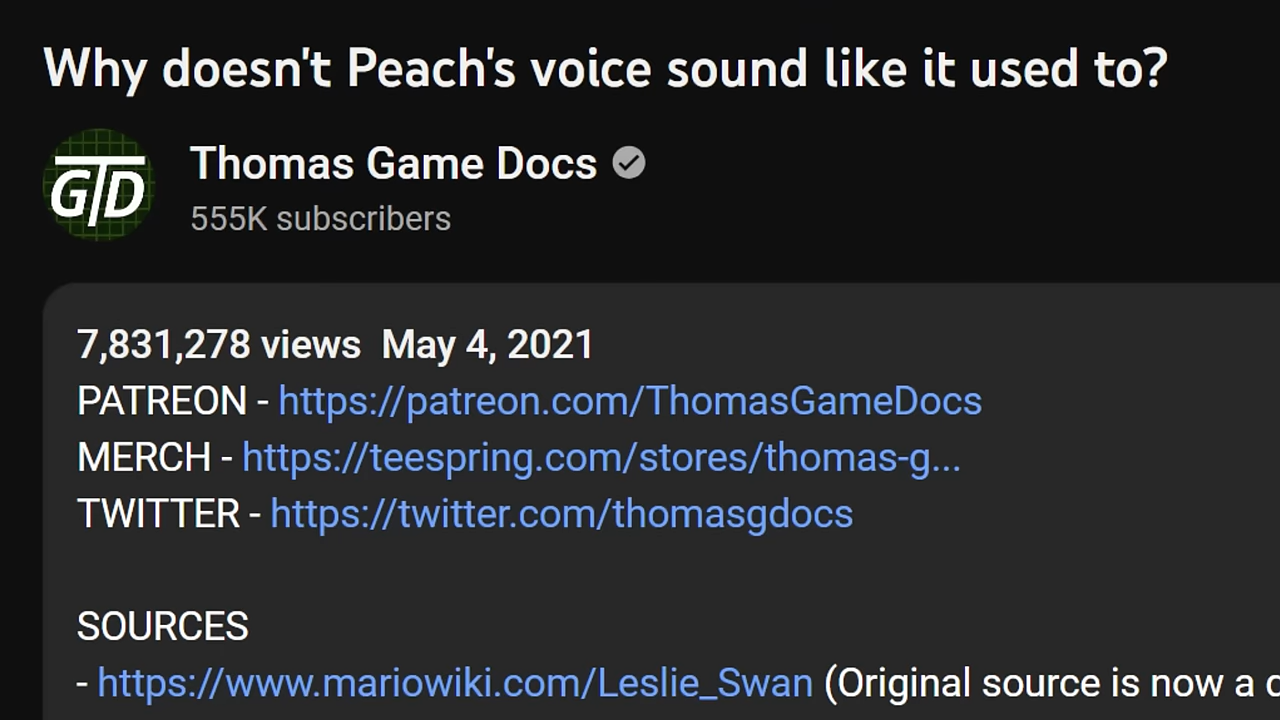 Why doesn't Peach's voice sound like it used to?
GTD
Thomas Game Docs
555K subscribers
7,831,278 views  May 4, 2021
PATREON - https://patreon.com/ThomasGameDocs
MERCH - https://teespring.com/stores/thomas-g...
TWITTER - https://twitter.com/thomasgdocs
SOURCES
- https://www.mariowiki.com/Leslie_Swan (Original source is now a